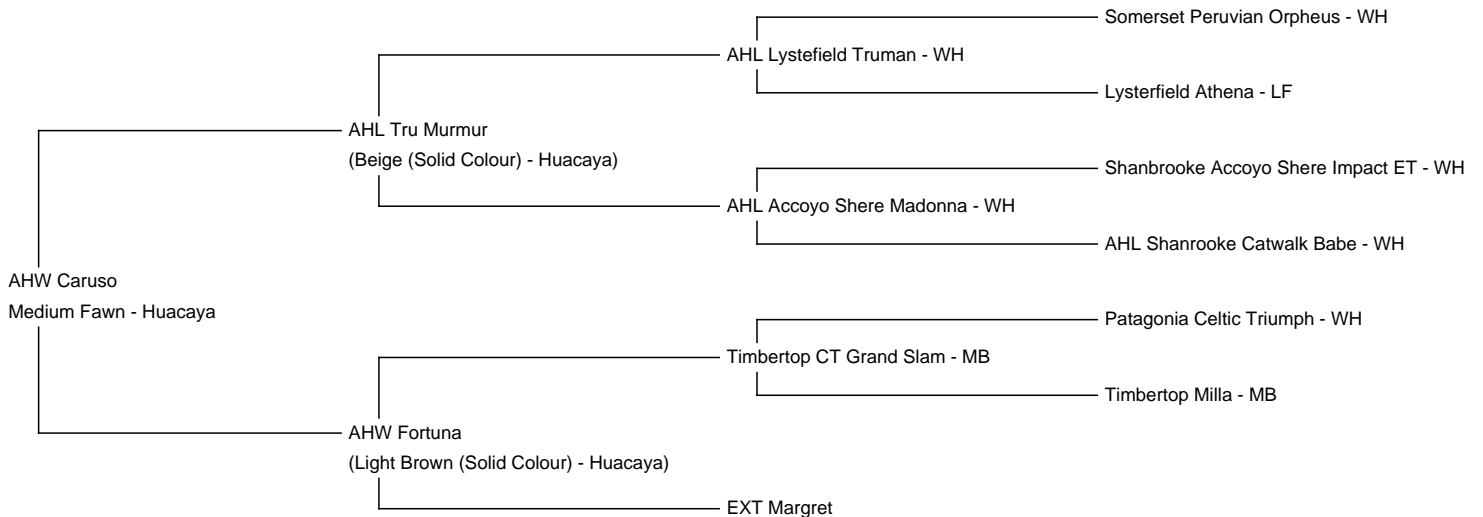 Somerset Peruvian Orpheus - WH
AHL Lystefield Truman - WH
Lysterfield Athena - LF
AHL Tru Murmur
(Beige (Solid Colour) - Huacaya)
Shanbrooke Accoyo Shere Impact ET - WH
AHL Accoyo Shere Madonna - WH
AHL Shanrooke Catwalk Babe - WH
AHW Caruso
Medium Fawn - Huacaya
Patagonia Celtic Triumph - WH
Timbertop CT Grand Slam - MB
Timbertop Milla - MB
AHW Fortuna
(Light Brown (Solid Colour) - Huacaya)
EXT Margret